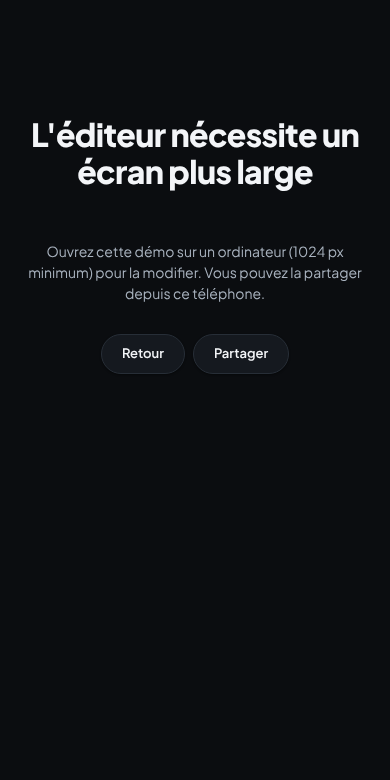 L'éditeur nécessite un
écran plus large
Ouvrez cette démo sur un ordinateur (1024 px
minimum) pour la modifier. Vous pouvez la partager
depuis ce téléphone.
Retour
Partager